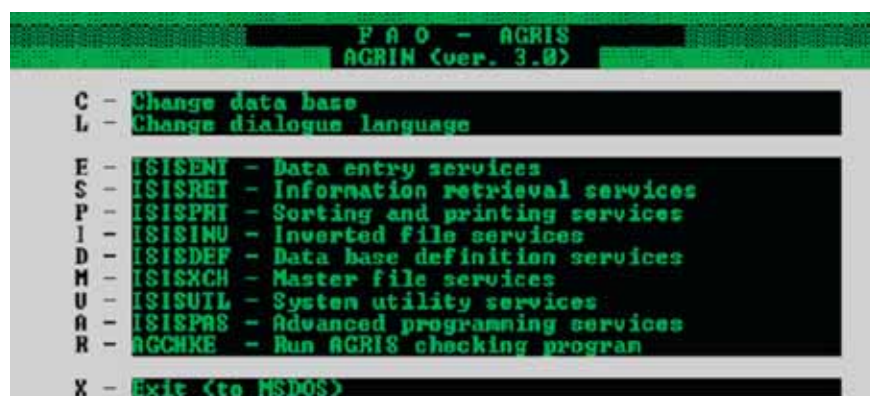 F A O - AGRIS
AGRIN (ver. 3.0)
C - Change data base
L - Change dialogue language
E - ISISENT - Data entry services
S - ISISRET - Information retrieval services
P - ISISPRT - Sorting and printing services
I - ISISINV - Inverted file services
D - ISISDEF - Data base definition services
M - ISISXCH - Master file services
U - ISISUTL - System utility services
A - ISISPAS - Advanced programming services
R - AGCHKE - Run AGRIS checking program
X - Exit (to MSDOS)